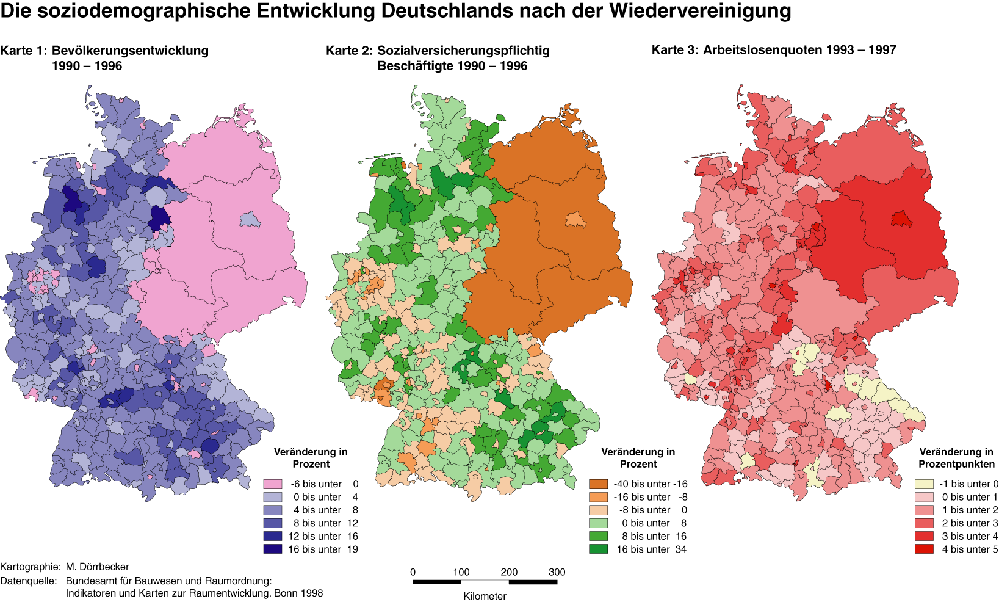 Die soziodemographische Entwicklung Deutschlands nach der Wiedervereinigung
Karte 1: Bevölkerungsentwicklung
1990 – 1996
Karte 2: Sozialversicherungspflichtig
Beschäftigte 1990 – 1996
Karte 3: Arbeitslosenquoten 1993 – 1997
Veränderung in
Prozent
-6 bis unter 0
0 bis unter 4
4 bis unter 8
8 bis unter 12
12 bis unter 16
16 bis unter 19
Veränderung in
Prozent
-40 bis unter -16
-16 bis unter -8
-8 bis unter 0
0 bis unter 8
8 bis unter 16
16 bis unter 34
Veränderung in
Prozentpunkten
-1 bis unter 0
0 bis unter 1
1 bis unter 2
2 bis unter 3
3 bis unter 4
4 bis unter 5
Kartographie: M. Dörrbecker
Datenquelle: Bundesamt für Bauwesen und Raumordnung:
Indikatoren und Karten zur Raumentwicklung. Bonn 1998
0 100 200 300
Kilometer